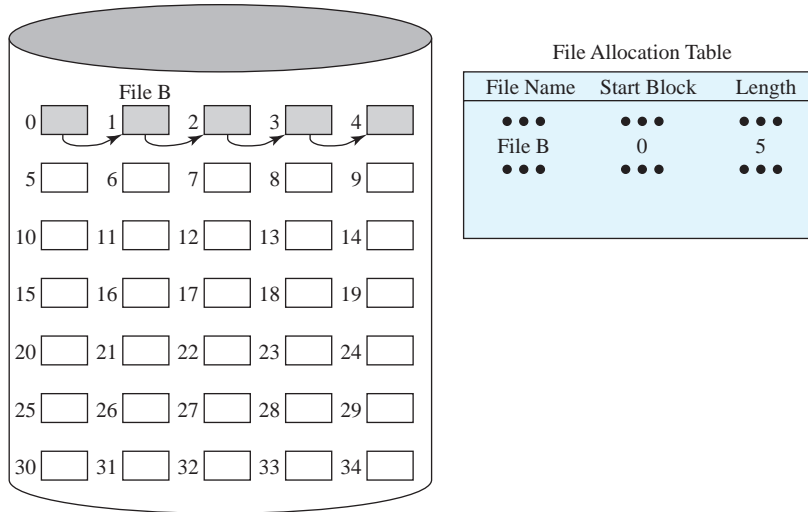 File Allocation Table
File Name Start Block Length
••• ••• •••
File B 0 5
••• ••• •••
File B
0 1 2 3 4
5 6 7 8 9
10 11 12 13 14
15 16 17 18 19
20 21 22 23 24
25 26 27 28 29
30 31 32 33 34